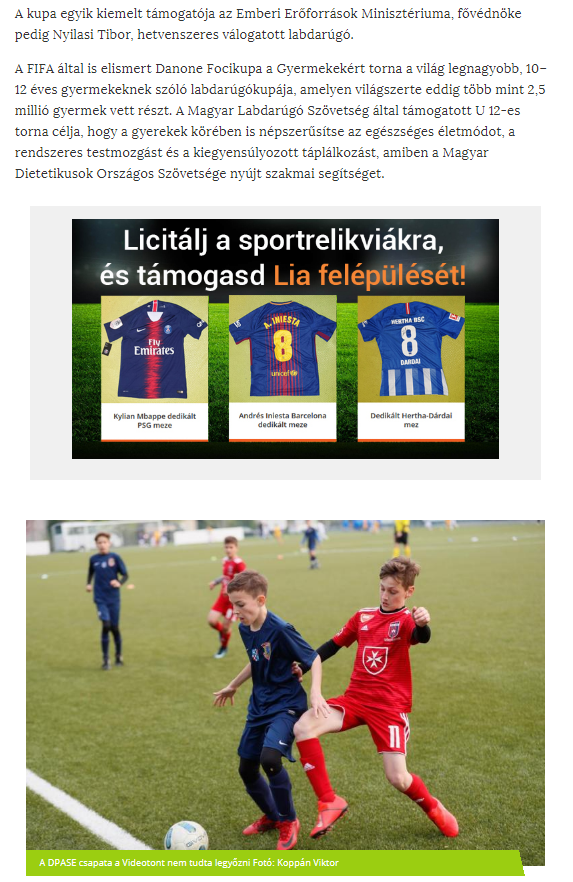 A kupa egyik kiemelt támogatója az Emberi Erőforrások Minisztériuma, fővédnöke
pedig Nyilasi Tibor, hetvenszeres válogatott labdarúgó.
A FIFA által is elismert Danone Focikupa a Gyermekekért torna a világ legnagyobb, 10–
12 éves gyermekeknek szóló labdarúgókupája, amelyen világszerte eddig több mint 2,5
millió gyermek vett részt. A Magyar Labdarúgó Szövetség által támogatott U 12-es
torna célja, hogy a gyerekek körében is népszerűsítse az egészséges életmódot, a
rendszeres testmozgást és a kiegyensúlyozott táplálkozást, amiben a Magyar
Dietetikusok Országos Szövetsége nyújt szakmai segítséget.
Licitálj a sportrelikviákra,
és támogasd Lia felépülését!
Fly
Emirates
A. INIESTA
8
unicef
HERTHA BSC
8
DARDAI
Kylian Mbappe dedikált
PSG meze
Andrés Iniesta Barcelona
dedikált meze
Dedikált Hertha-Dárdai
mez
11
A DPASE csapata a Videotont nem tudta legyőzni Fotó: Koppán Viktor